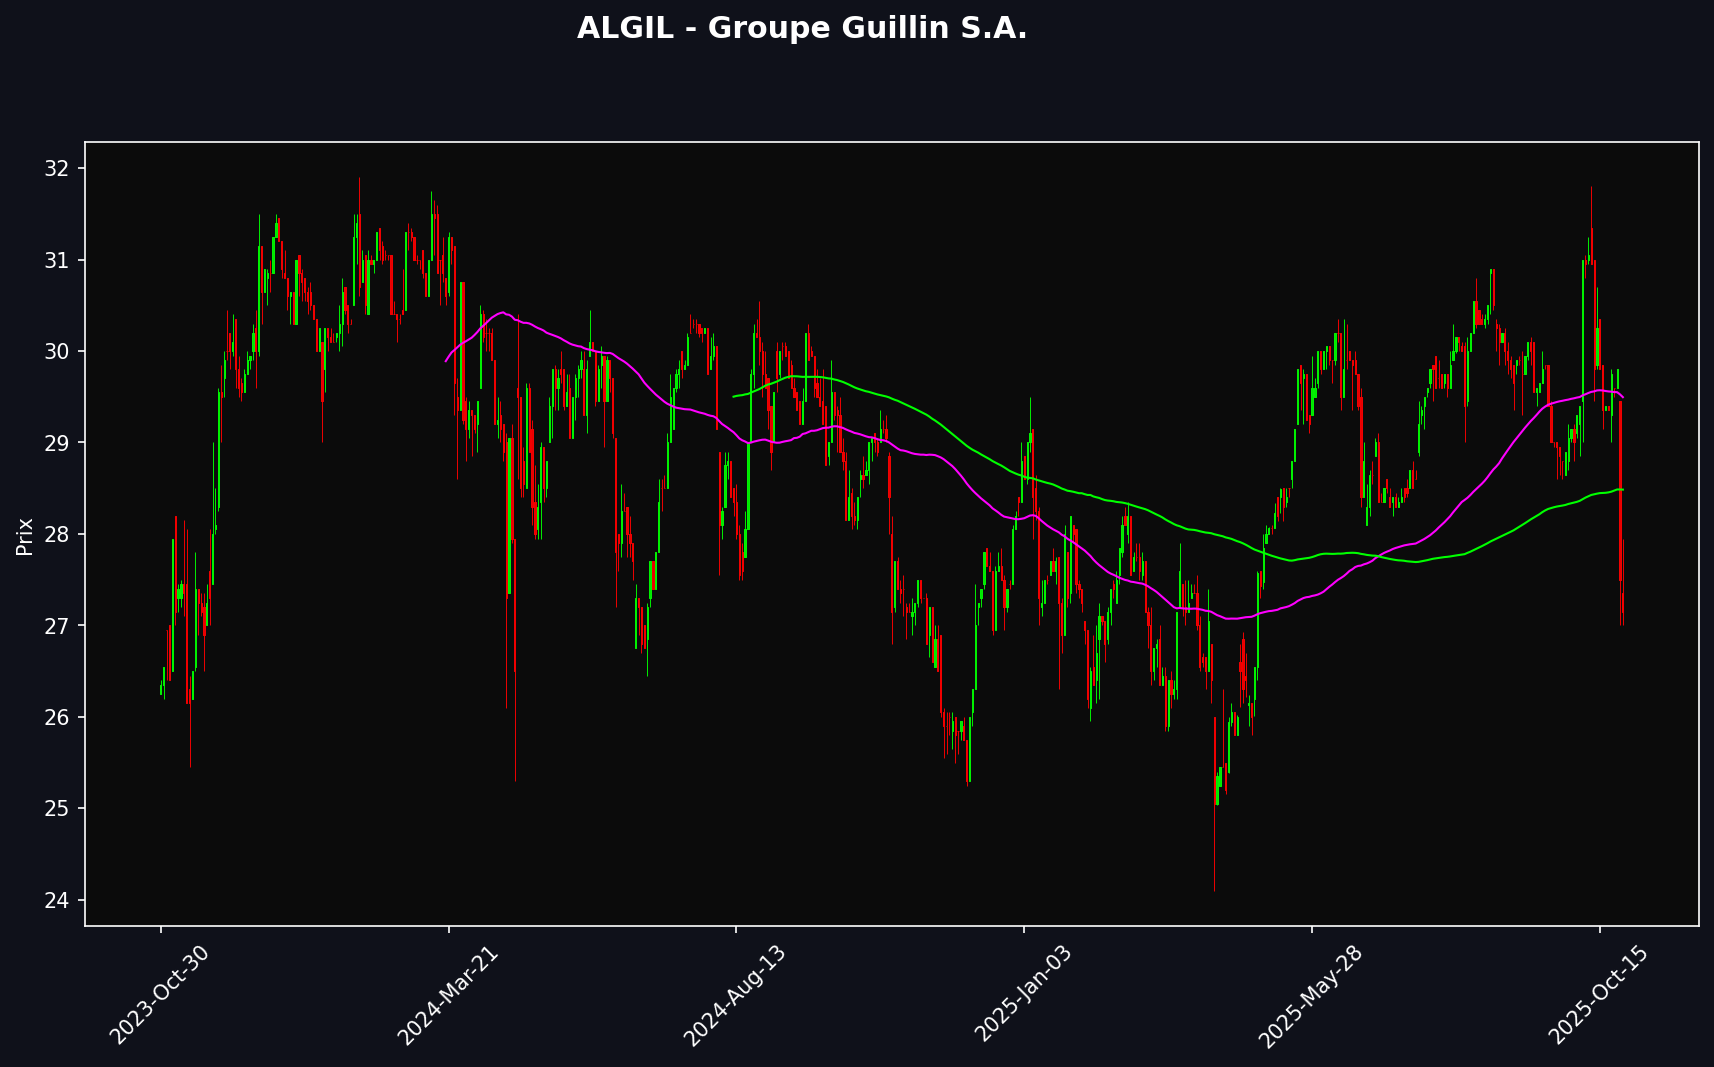 ALGIL - Groupe Guillin S.A.
Prix
32
31
30
29
28
27
26
25
24
2023-Oct-30
2024-Mar-21
2024-Aug-13
2025-Jan-03
2025-May-28
2025-Oct-15